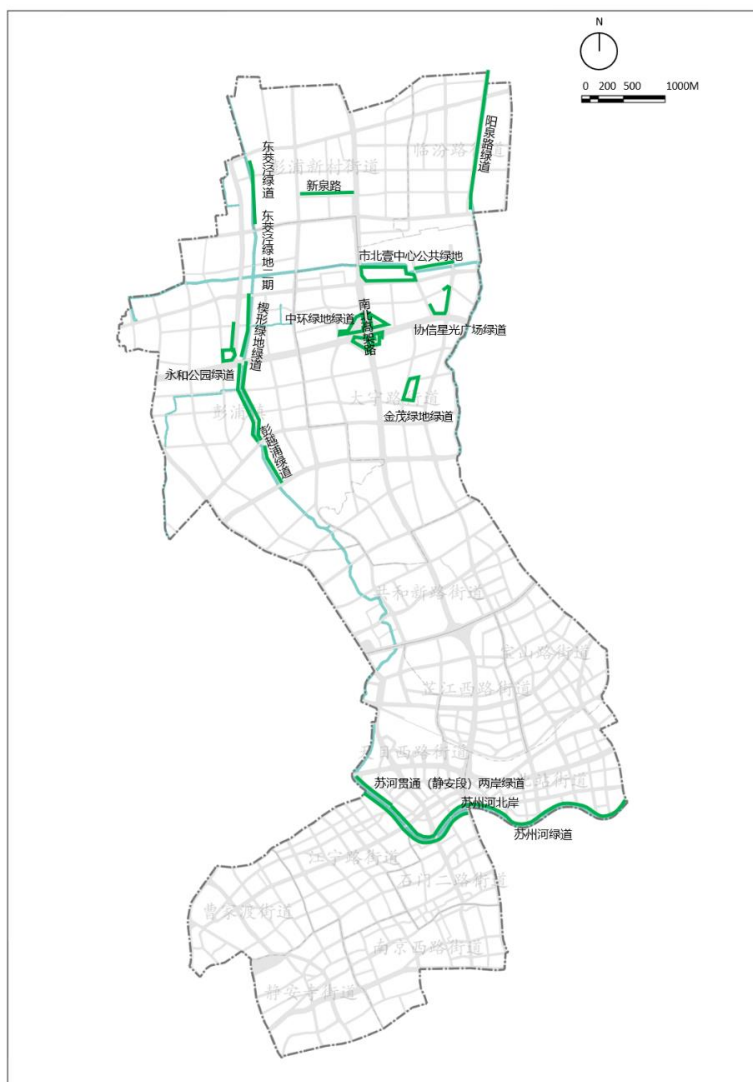 N
0 200 500 1000M
阳泉路绿道
临汾路街道
彭浦新村街道
东茭泾绿道
新泉路
东茭泾绿地二期
市北壹中心公共绿地
中环绿地绿道
南北高架路
协信星光广场绿道
楔形绿地绿道
永和公园绿道
大宁路街道
金茂绿地绿道
彭浦镇
彭越浦绿道
共和新路街道
宝山路街道
芷江西路街道
天目西路街道
北站街道
苏河贯通（静安段）两岸绿道
苏州河北岸
苏州河绿道
江宁路街道
石门二路街道
曹家渡街道
南京西路街道
静安寺街道